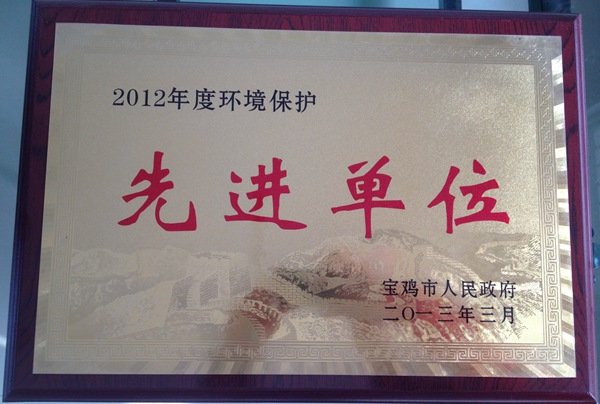 2012年度环境保护
先进单位
宝鸡市人民政府
二〇一三年三月